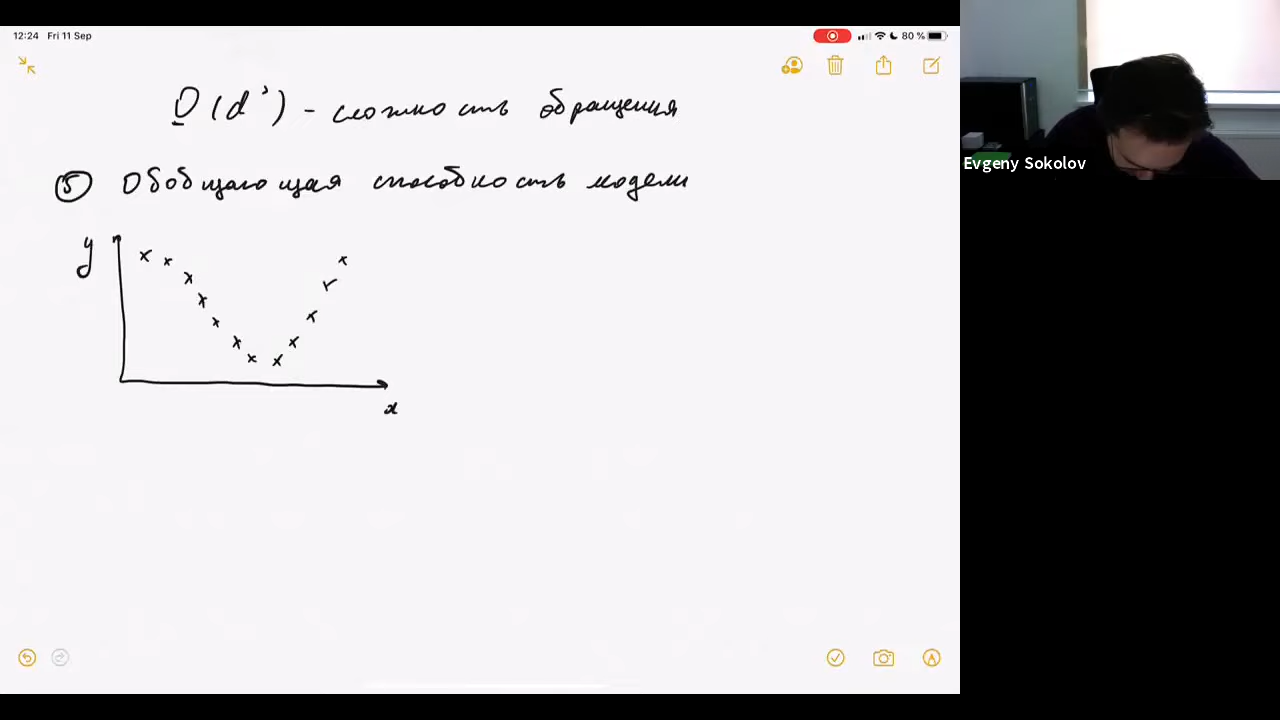 12:24 Fri 11 Sep
80 %
O(d³) - сложность обращения
⑤ Обобщающая способность модели
y
x
Evgeny Sokolov